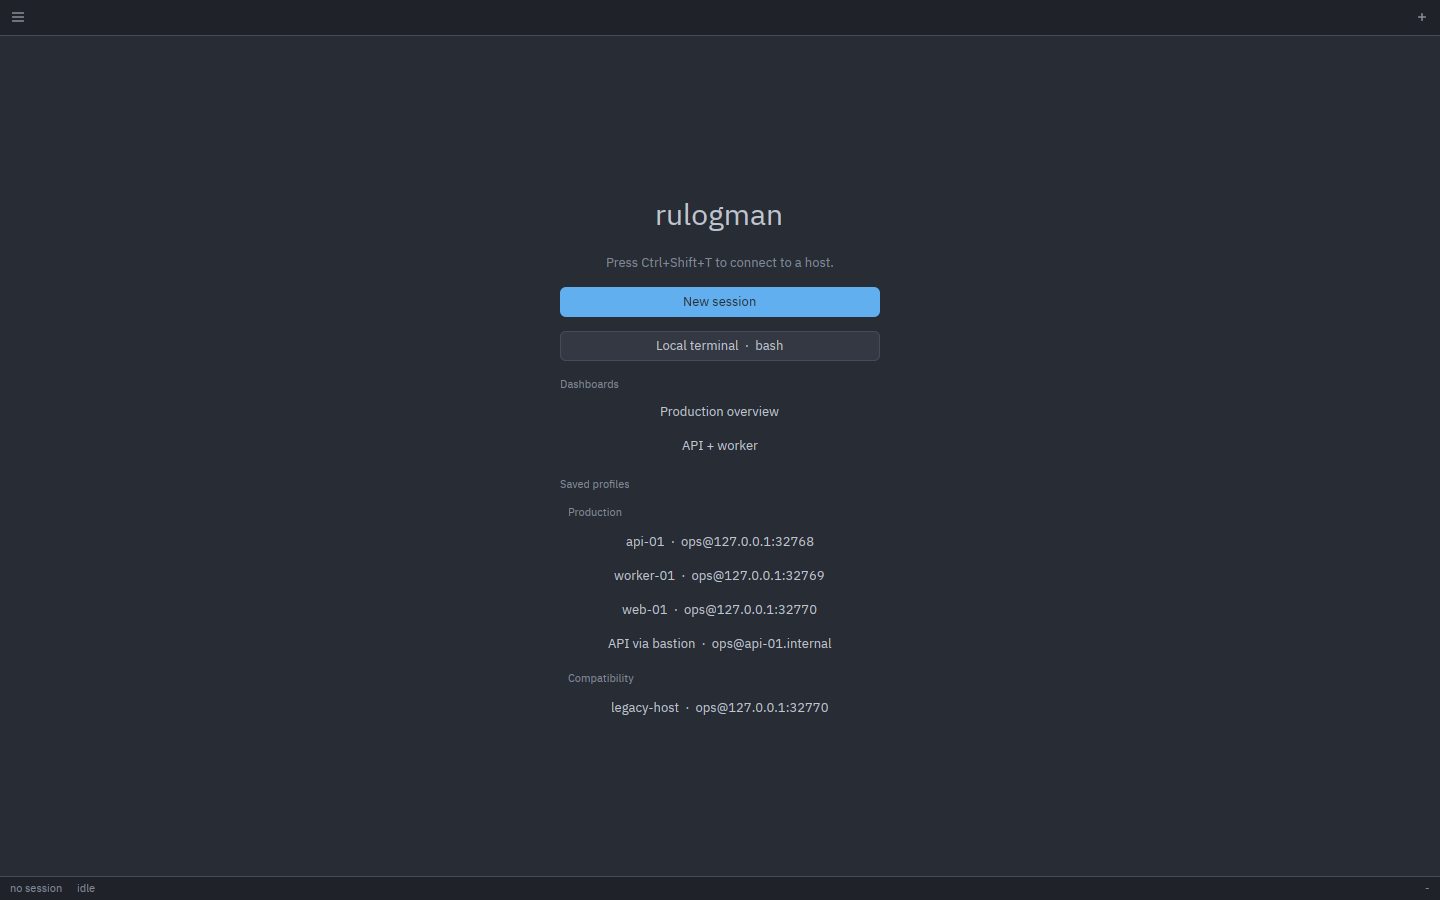 +
rulogman
Press Ctrl+Shift+T to connect to a host.
New session
Local terminal · bash
Dashboards
Production overview
API + worker
Saved profiles
Production
api-01 · ops@127.0.0.1:32768
worker-01 · ops@127.0.0.1:32769
web-01 · ops@127.0.0.1:32770
API via bastion · ops@api-01.internal
Compatibility
legacy-host · ops@127.0.0.1:32770
no session idle -